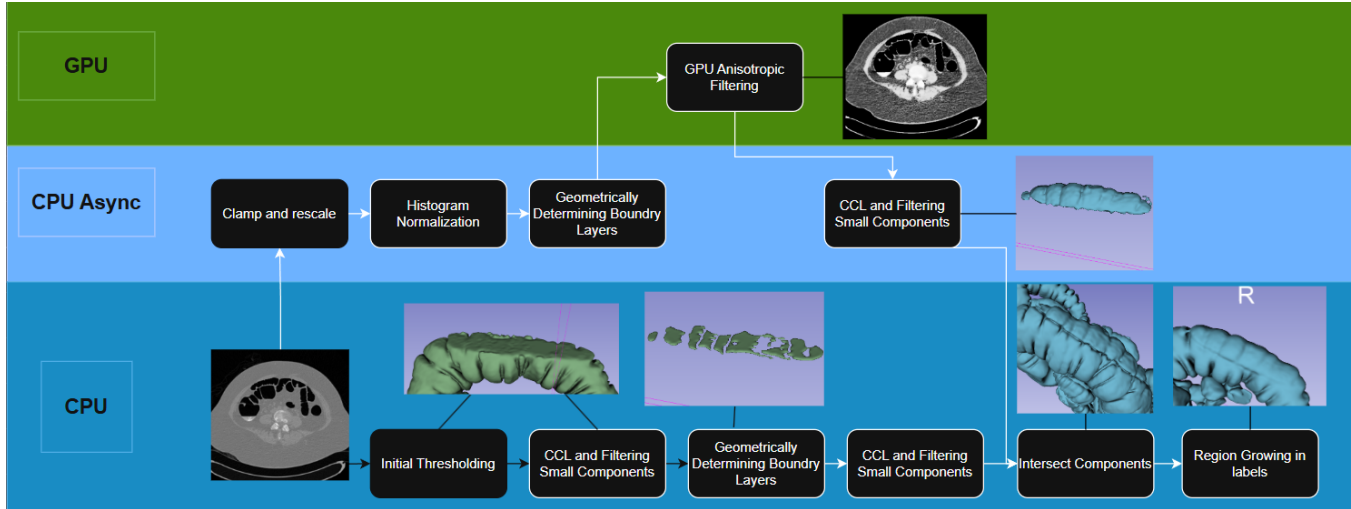 GPU
GPU Anisotropic
Filtering
CPU Async
Clamp and rescale
Histogram
Normalization
Geometrically
Determining Boundry
Layers
CCL and Filtering
Small Components
CPU
R
Initial Thresholding
CCL and Filtering
Small Components
Geometrically
Determining Boundry
Layers
CCL and Filtering
Small Components
Intersect Components
Region Growing in
labels